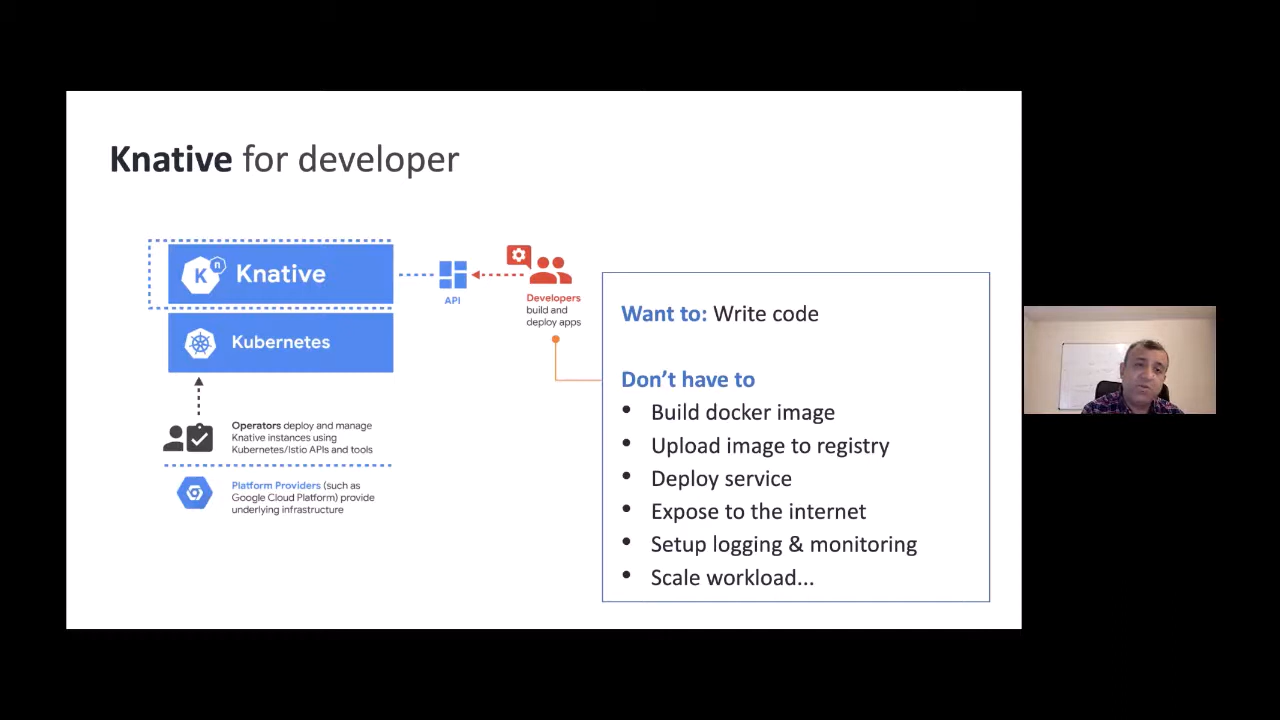 Knative for developer
Knative
n
K
API
Developers
build and
deploy apps
Kubernetes
Operators deploy and manage
Knative instances using
Kubernetes/Istio APIs and tools
Platform Providers (such as
Google Cloud Platform) provide
underlying infrastructure
Want to: Write code
Don’t have to
• Build docker image
• Upload image to registry
• Deploy service
• Expose to the internet
• Setup logging & monitoring
• Scale workload...